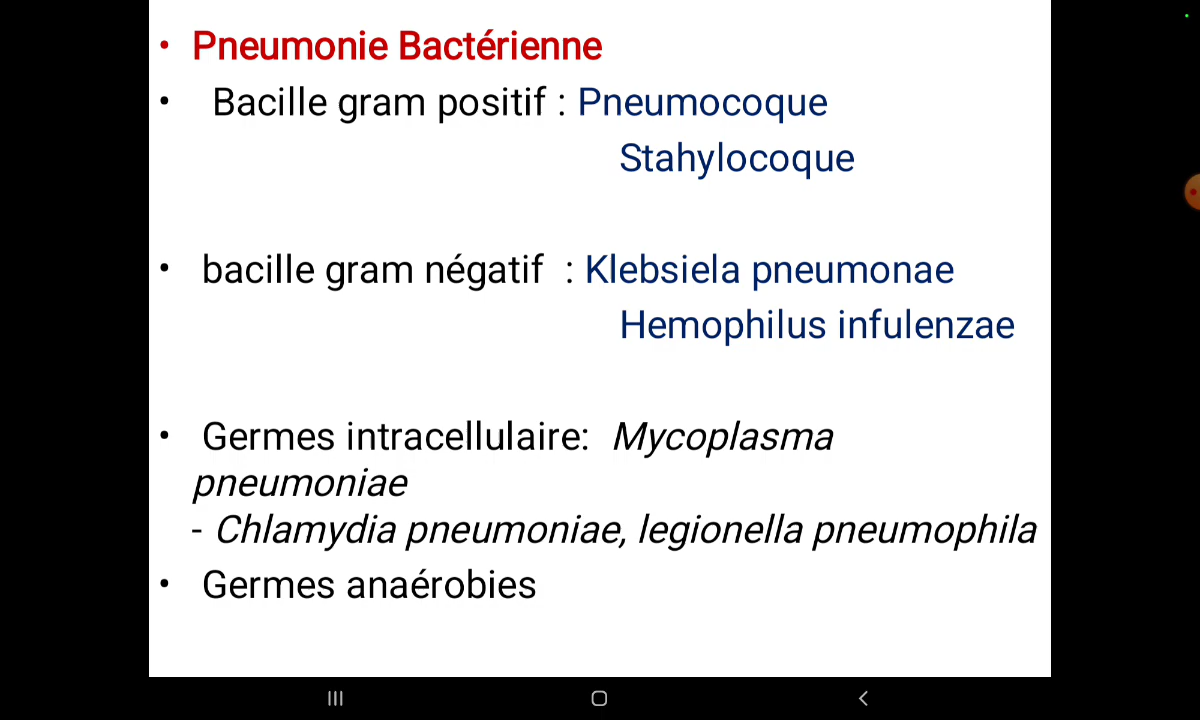 • Pneumonie Bactérienne
• Bacille gram positif : Pneumocoque
Stahylocoque
• bacille gram négatif : Klebsiela pneumonae
Hemophilus infulenzae
• Germes intracellulaire: Mycoplasma
pneumoniae
- Chlamydia pneumoniae, legionella pneumophila
• Germes anaérobies